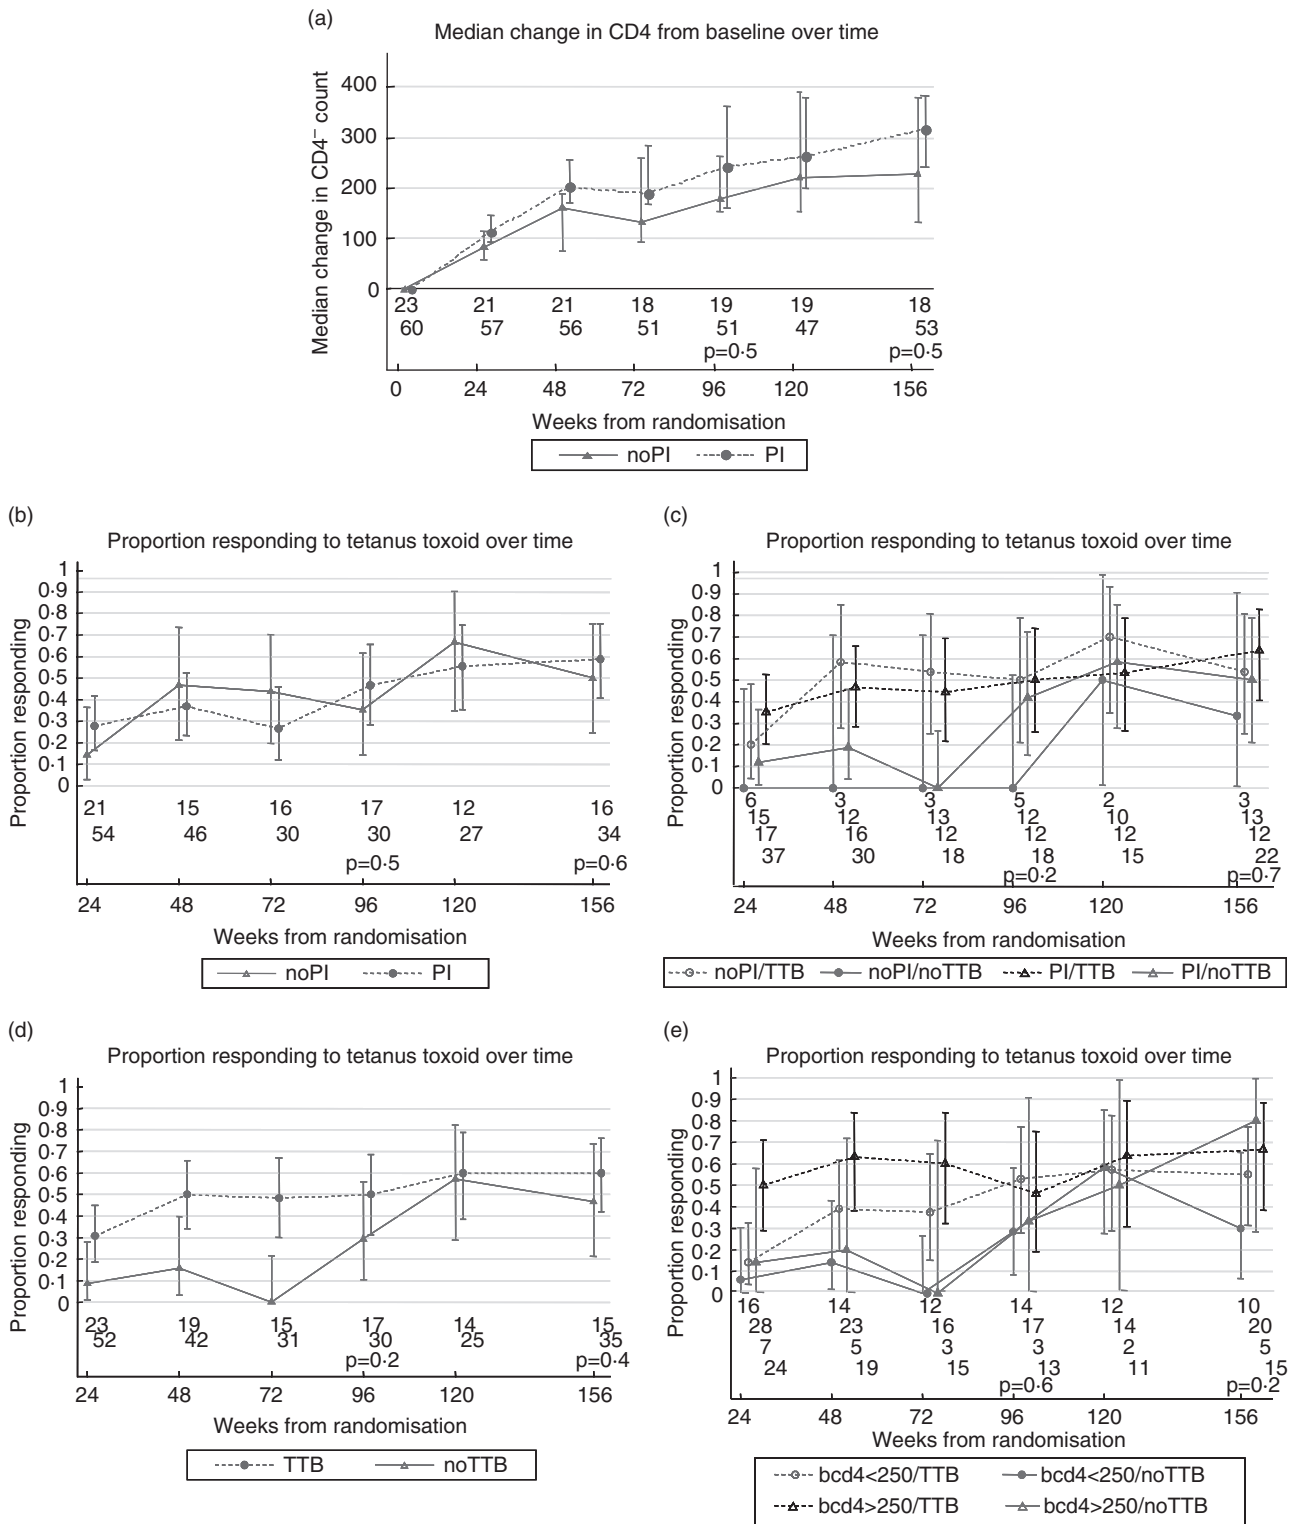 (a)
Median change in CD4 from baseline over time
Median change in CD4⁻ count
400
300
200
100
0
23 21 21 18 19 19 18
60 57 56 51 51 47 53
p=0·5 p=0·5
0 24 48 72 96 120 156
Weeks from randomisation
noPI PI
(b)
Proportion responding to tetanus toxoid over time
Proportion responding
1
0·9
0·8
0·7
0·6
0·5
0·4
0·3
0·2
0·1
0
21 15 16 17 12 16
54 46 30 30 27 34
p=0·5 p=0·6
24 48 72 96 120 156
Weeks from randomisation
noPI PI
(c)
Proportion responding to tetanus toxoid over time
Proportion responding
1
0·9
0·8
0·7
0·6
0·5
0·4
0·3
0·2
0·1
0
6 3 3 5 2 3
15 12 13 12 10 13
17 16 12 12 12 12
37 30 18 18 15 22
p=0·2 p=0·7
24 48 72 96 120 156
Weeks from randomisation
noPI/TTB noPI/noTTB PI/TTB PI/noTTB
(d)
Proportion responding to tetanus toxoid over time
Proportion responding
1
0·9
0·8
0·7
0·6
0·5
0·4
0·3
0·2
0·1
0
23 19 15 17 14 15
52 42 31 30 25 35
p=0·2 p=0·4
24 48 72 96 120 156
Weeks from randomisation
TTB noTTB
(e)
Proportion responding to tetanus toxoid over time
Proportion responding
1
0·9
0·8
0·7
0·6
0·5
0·4
0·3
0·2
0·1
0
16 14 12 14 12 10
28 23 16 17 14 20
7 5 3 3 2 5
24 19 15 13 11 15
p=0·6 p=0·2
24 48 72 96 120 156
Weeks from randomisation
bcd4<250/TTB bcd4<250/noTTB
bcd4>250/TTB bcd4>250/noTTB